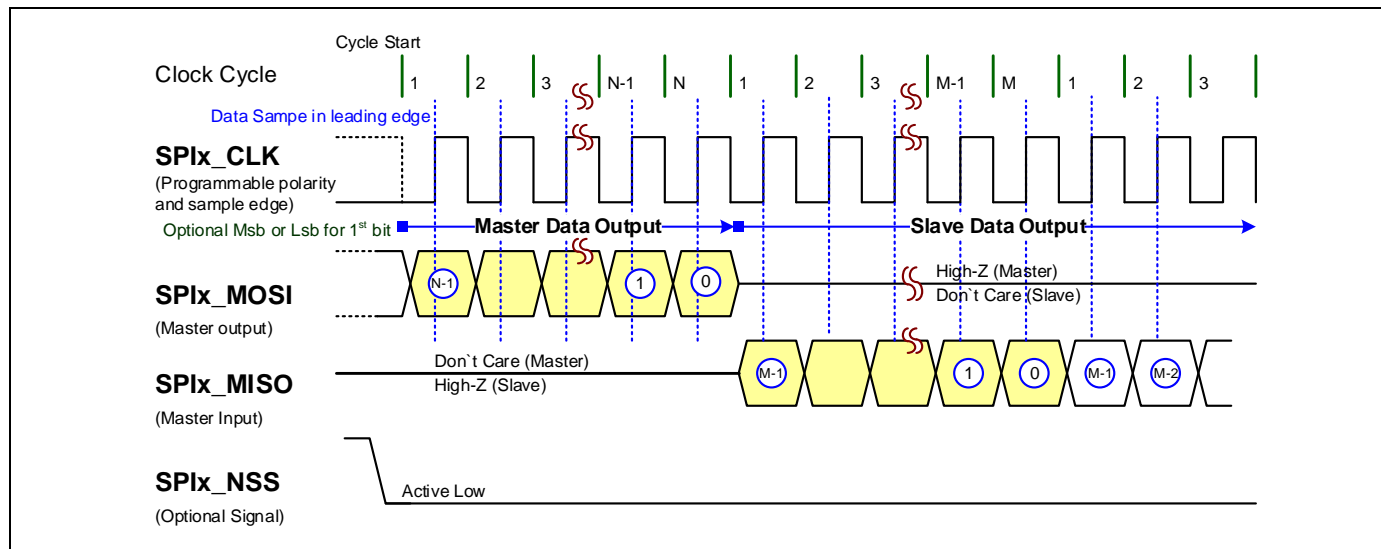 Cycle Start
Clock Cycle
1 2 3 N-1 N 1 2 3 M-1 M 1 2 3
Data Sampe in leading edge
SPIx_CLK
(Programmable polarity
and sample edge)
Optional Msb or Lsb for 1st bit
Master Data Output
Slave Data Output
SPIx_MOSI
(Master output)
N-1 1 0
High-Z (Master)
Don`t Care (Slave)
SPIx_MISO
(Master Input)
Don`t Care (Master)
High-Z (Slave)
M-1 1 0 M-1 M-2
SPIx_NSS
(Optional Signal)
Active Low